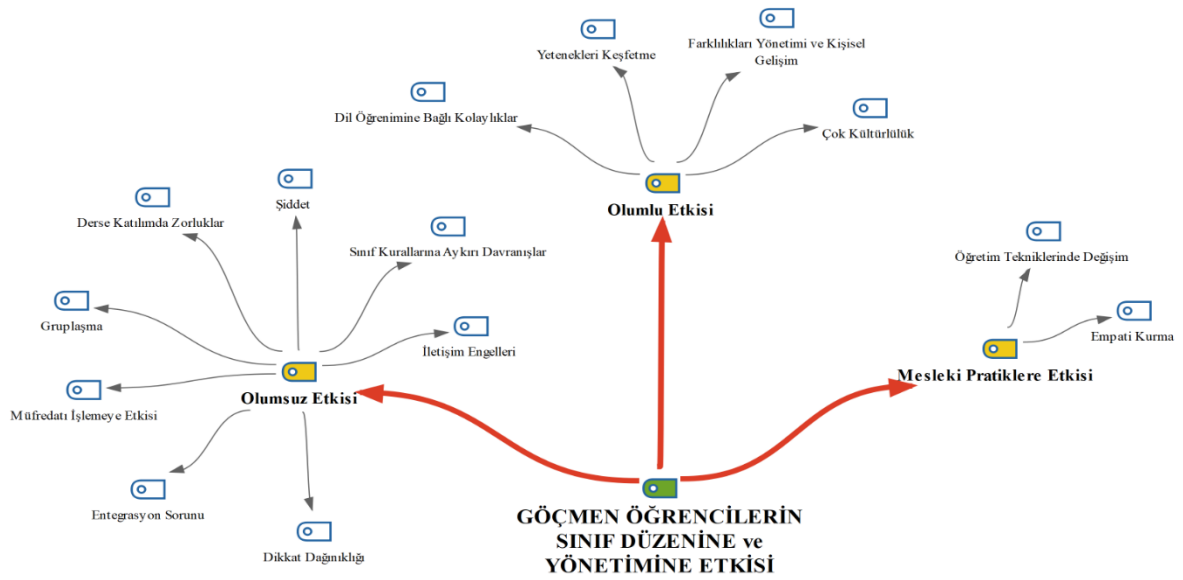 Yetenekleri Keşfetme
Farklılıkları Yönetimi ve Kişisel
Gelişim
Dil Öğrenimine Bağlı Kolaylıklar
Çok Kültürlülük
Olumlu Etkisi
Şiddet
Derse Katılımda Zorluklar
Sınıf Kurallarına Aykırı Davranışlar
Gruplaşma
İletişim Engelleri
Olumsuz Etkisi
Müfredatı İşlemeye Etkisi
Entegrasyon Sorunu
Dikkat Dağınıklığı
Öğretim Tekniklerinde Değişim
Empati Kurma
Mesleki Pratiklere Etkisi
GÖÇMEN ÖĞRENCİLERİN
SINIF DÜZENİNE ve
YÖNETİMİNE ETKİSİ